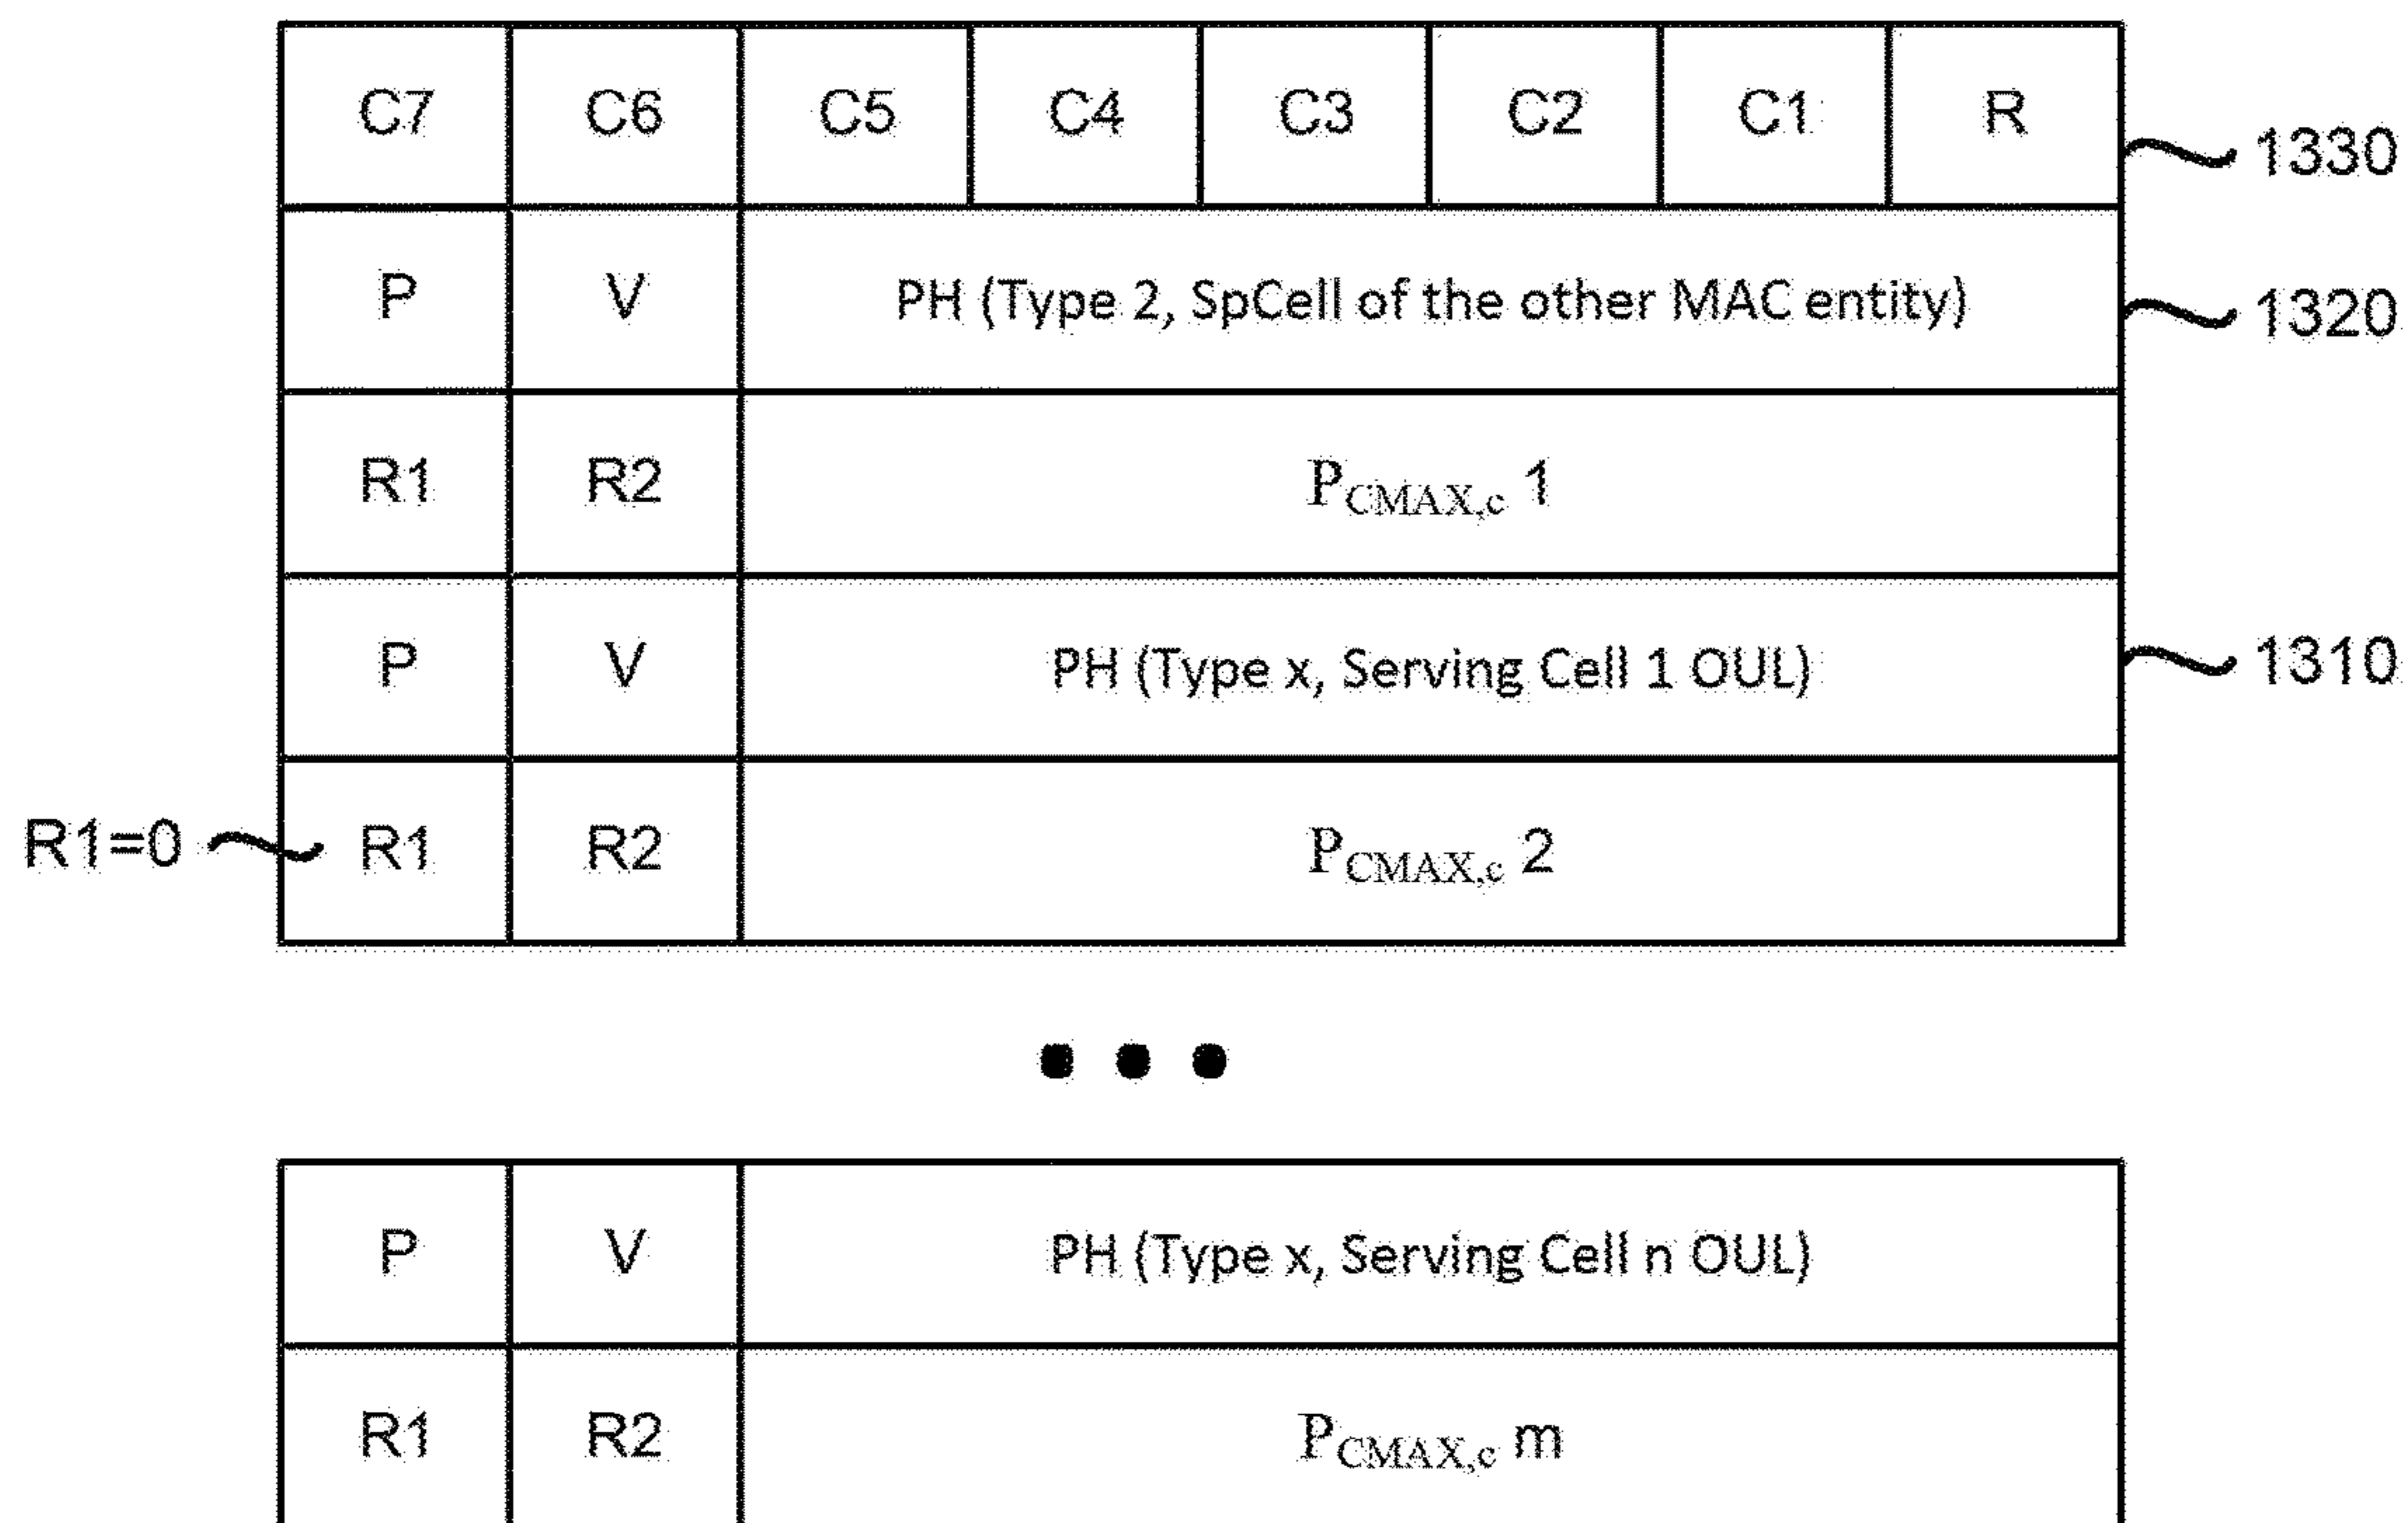 C7 C6 C5 C4 C3 C2 C1 R 1330
P V PH (Type 2, SpCell of the other MAC entity) 1320
R1 R2 PCMAX,c 1
P V PH (Type x, Serving Cell 1 OUL) 1310
R1=0 R1 R2 PCMAX,c 2
P V PH (Type x, Serving Cell n OUL)
R1 R2 PCMAX,c m